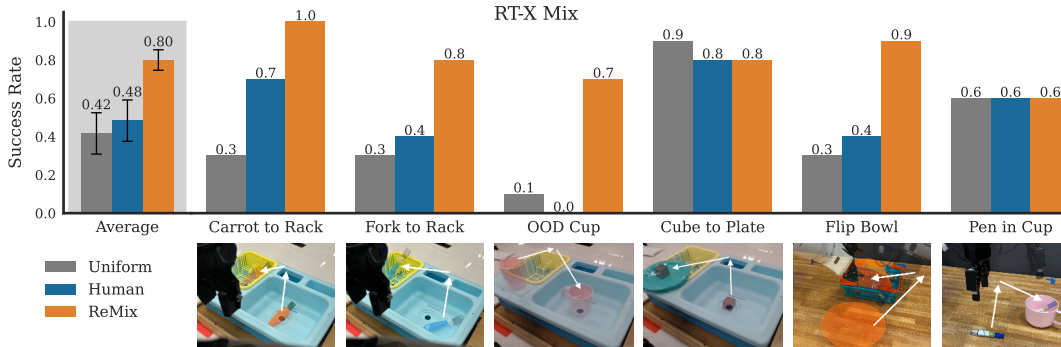 RT-X Mix
Success Rate
1.0
0.8
0.6
0.4
0.2
0.0
0.42
0.48
0.80
0.3
0.7
1.0
0.3
0.4
0.8
0.1
0.0
0.7
0.9
0.8
0.8
0.3
0.4
0.9
0.6
0.6
0.6
Average
Carrot to Rack
Fork to Rack
OOD Cup
Cube to Plate
Flip Bowl
Pen in Cup
Uniform
Human
ReMix